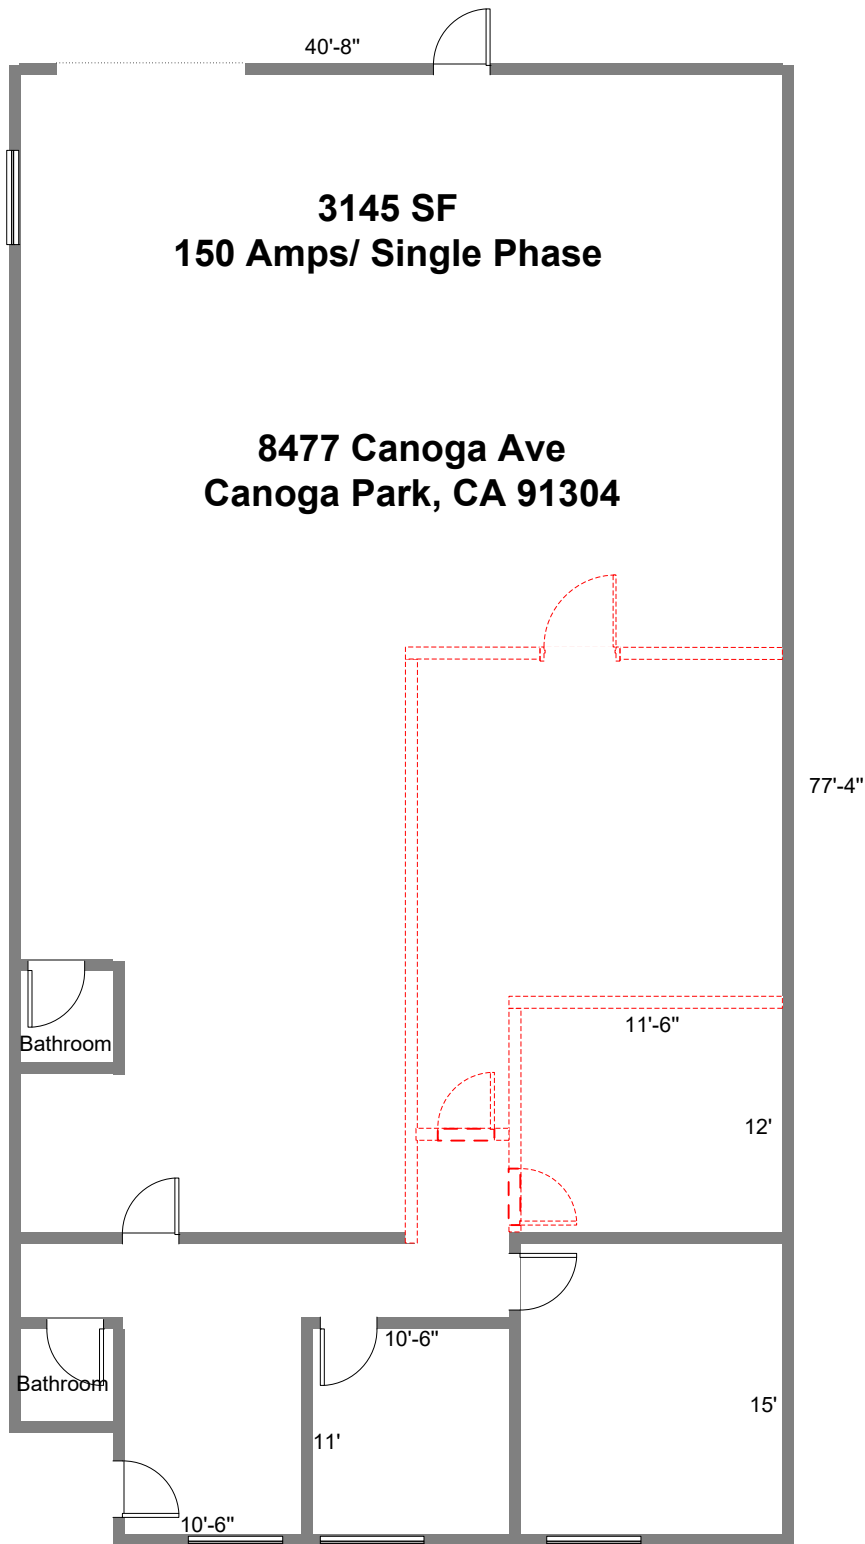 40'-8"
3145 SF
150 Amps/ Single Phase
8477 Canoga Ave
Canoga Park, CA 91304
77'-4"
11'-6"
Bathroom
12'
10'-6"
Bathroom
15'
11'
10'-6"